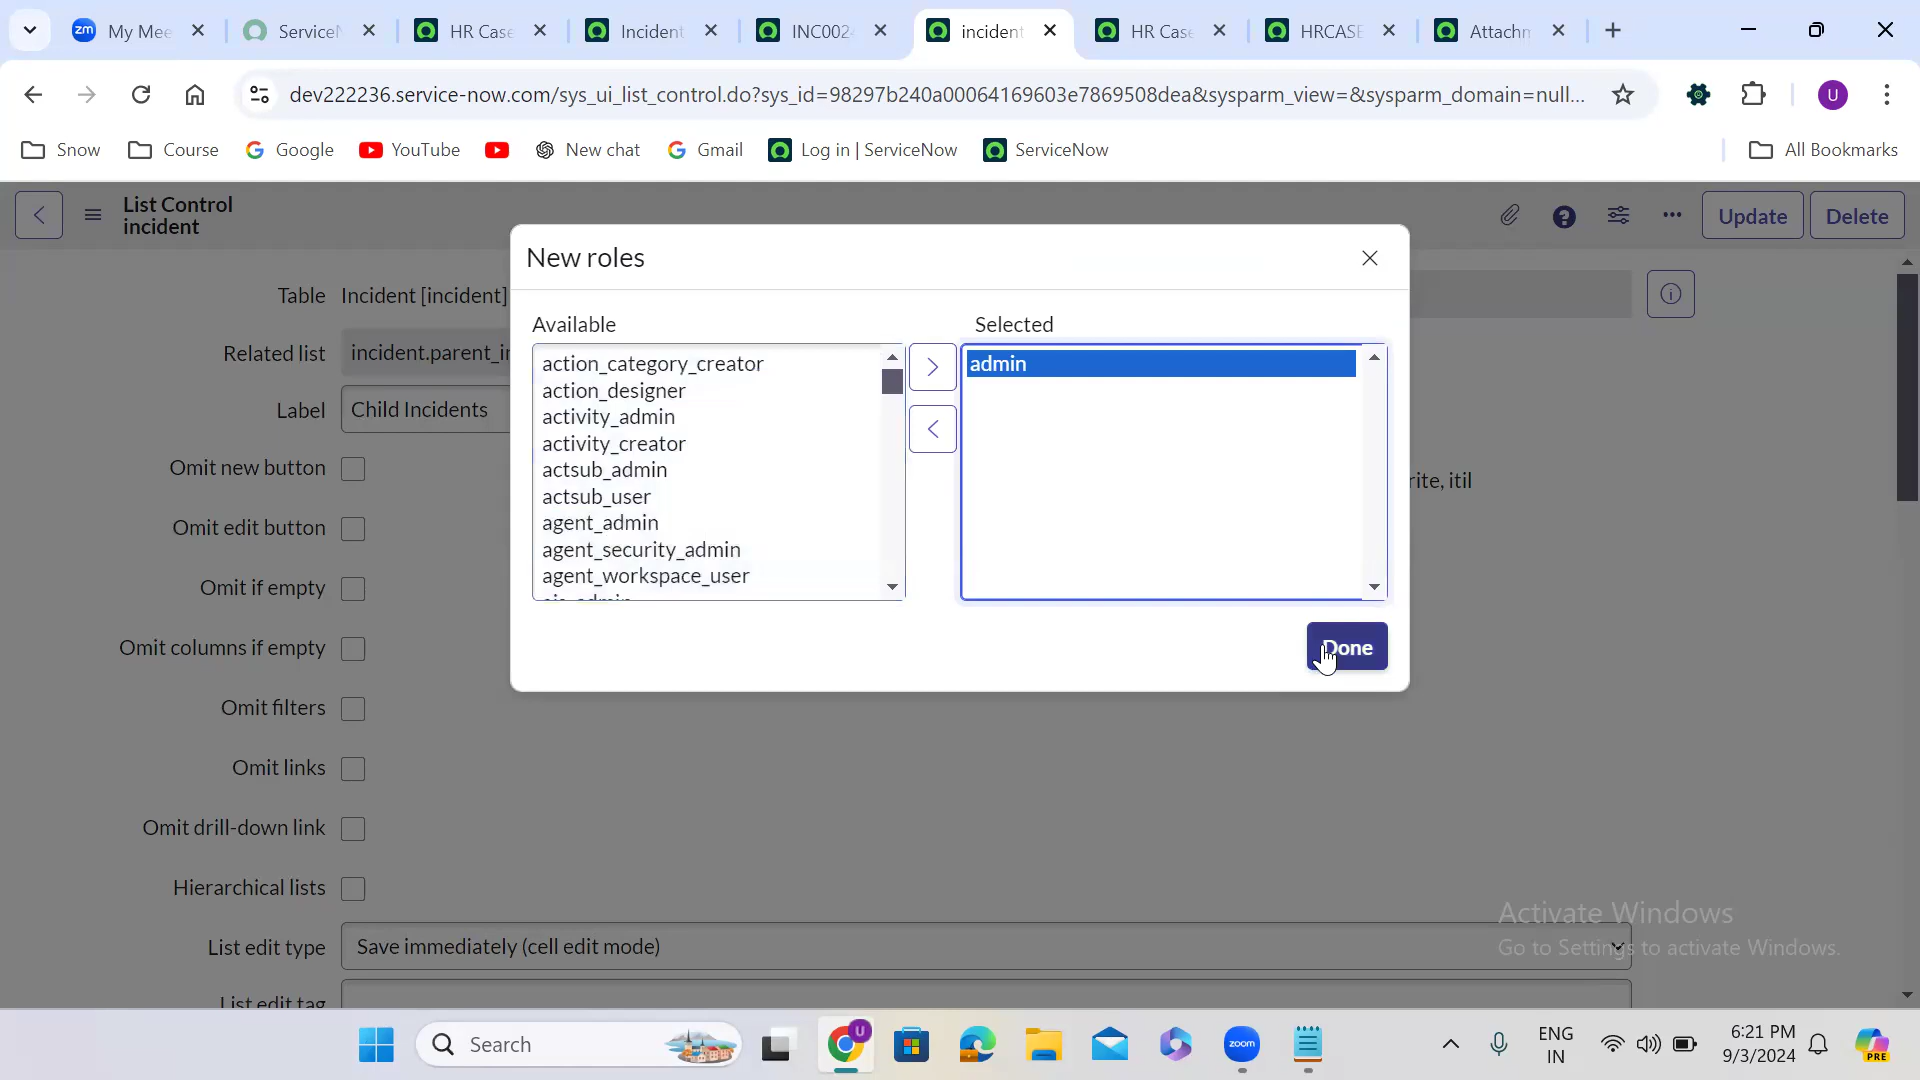 My Mee
Service
HR Case
Incident
INC002
incident
HR Case
HRCASE
Attachm
dev222236.service-now.com/sys_ui_list_control.do?sys_id=98297b240a00064169603e7869508dea&sysparm_view=&sysparm_domain=null...
U
Snow
Course
Google
YouTube
New chat
Gmail
Log in | ServiceNow
ServiceNow
All Bookmarks
List Control
incident
Update
Delete
New roles
Table Incident [incident]
Available
Selected
Related list incident.parent_i
Label Child Incidents
action_category_creator
action_designer
activity_admin
activity_creator
actsub_admin
actsub_user
agent_admin
agent_security_admin
agent_workspace_user
admin
Done
rite, itil
Omit new button
Omit edit button
Omit if empty
Omit columns if empty
Omit filters
Omit links
Omit drill-down link
Hierarchical lists
List edit type Save immediately (cell edit mode)
List edit tag
Activate Windows
Go to Settings to activate Windows.
Search
U
zoom
ENG
IN
6:21 PM
9/3/2024
PRE